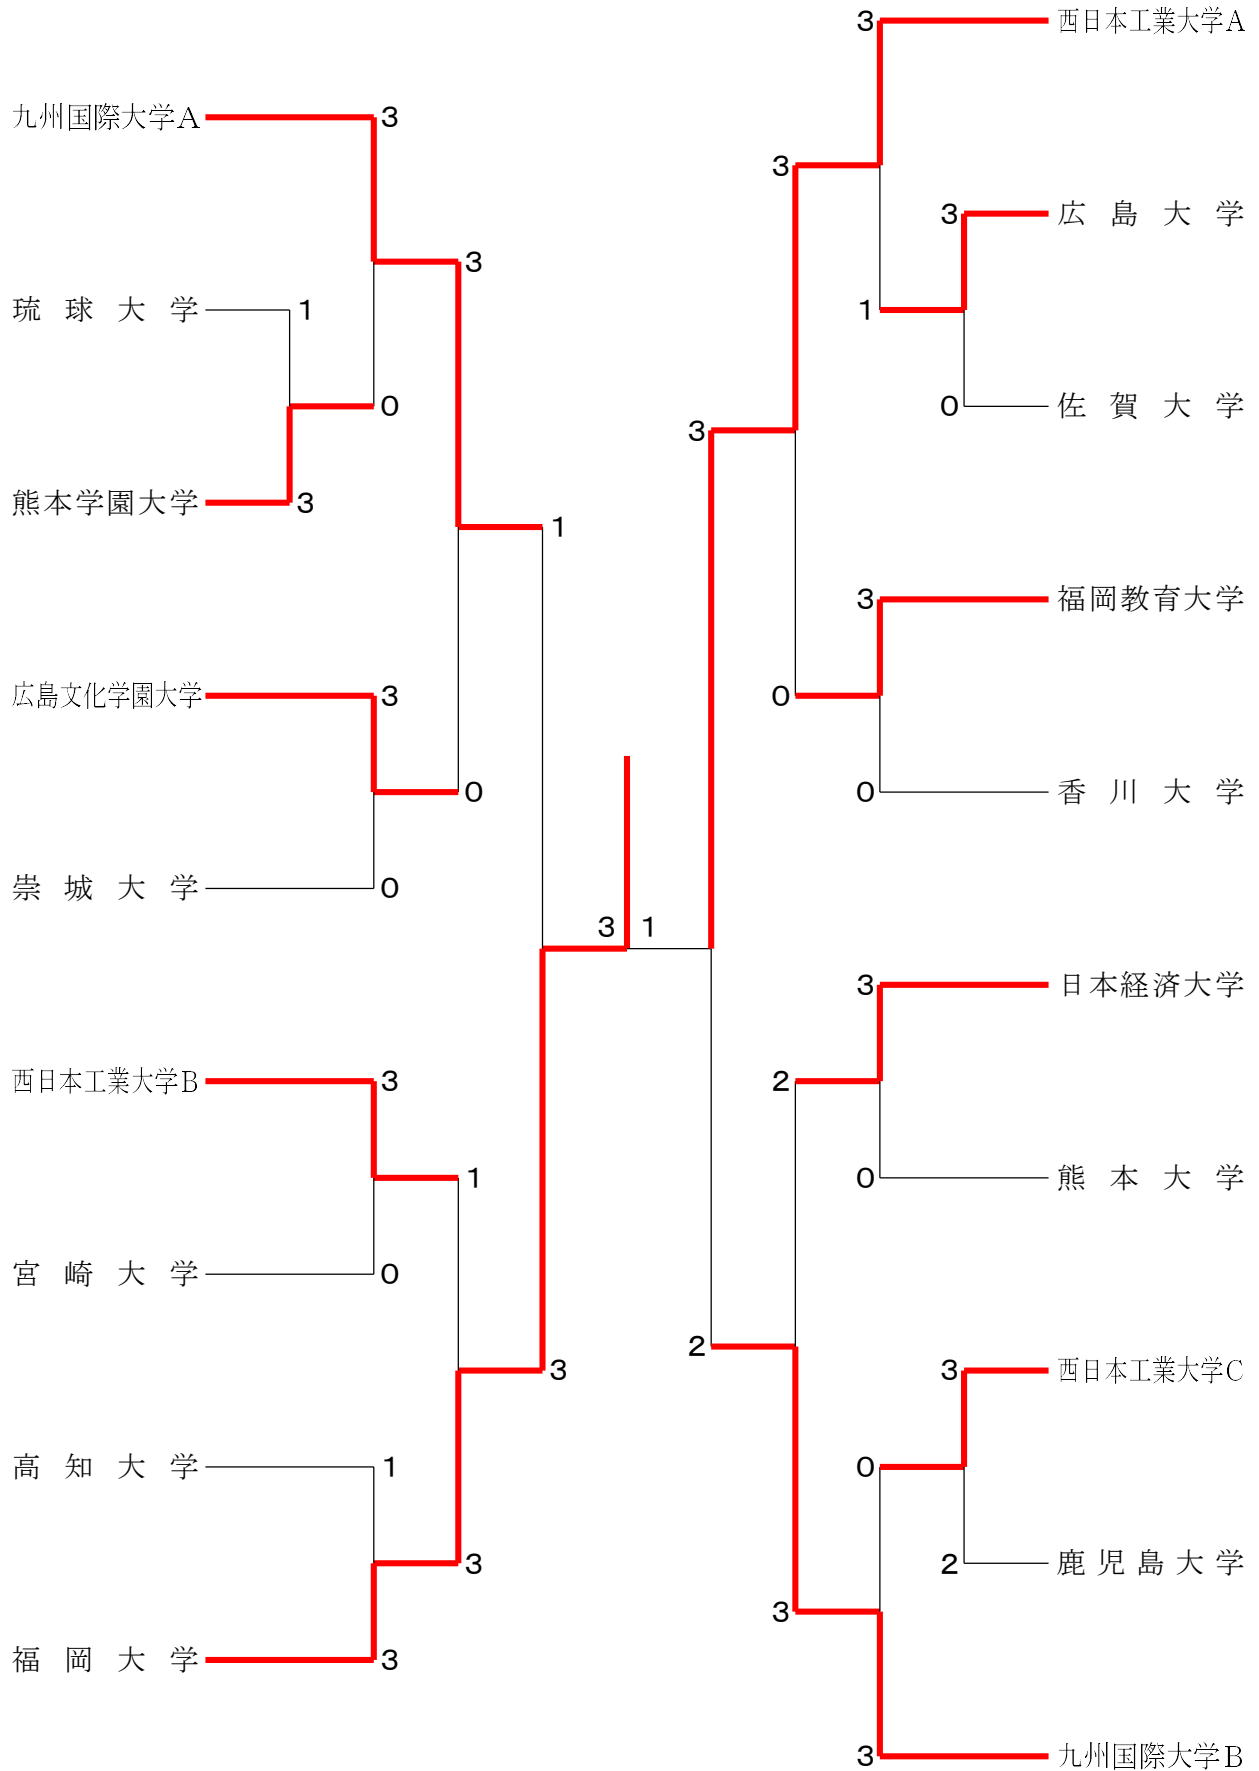 3
西日本工業大学A
九州国際大学A
3
3
3
広島大学
3
琉球大学
1
1
0
0
佐賀大学
熊本学園大学
3
3
1
3
福岡教育大学
広島文化学園大学
3
0
0
0
香川大学
崇城大学
0
3
1
3
日本経済大学
西日本工業大学B
3
2
1
0
熊本大学
宮崎大学
0
2
3
3
西日本工業大学C
高知大学
1
0
3
2
鹿児島大学
3
福岡大学
3
3
九州国際大学B